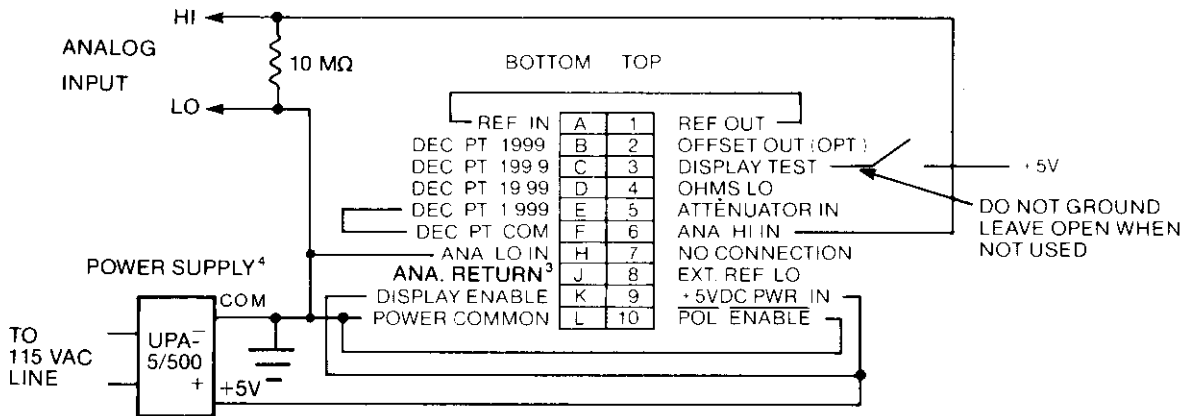 HI
ANALOG
INPUT
10 MΩ
LO
BOTTOM TOP
REF IN A 1 REF OUT
DEC PT 1999 B 2 OFFSET OUT (OPT)
DEC PT 199 9 C 3 DISPLAY TEST +5V
DEC PT 19 99 D 4 OHMS LO
DEC PT 1 999 E 5 ATTENUATOR IN
DEC PT COM F 6 ANA HI IN
ANA LO IN H 7 NO CONNECTION
ANA. RETURN³ J 8 EXT. REF LO
DISPLAY ENABLE K 9 +5VDC PWR IN
POWER COMMON L 10 POL ENABLE
DO NOT GROUND
LEAVE OPEN WHEN
NOT USED
POWER SUPPLY⁴
COM
TO
115 VAC
LINE
UPA-
5/500
−
+
+5V